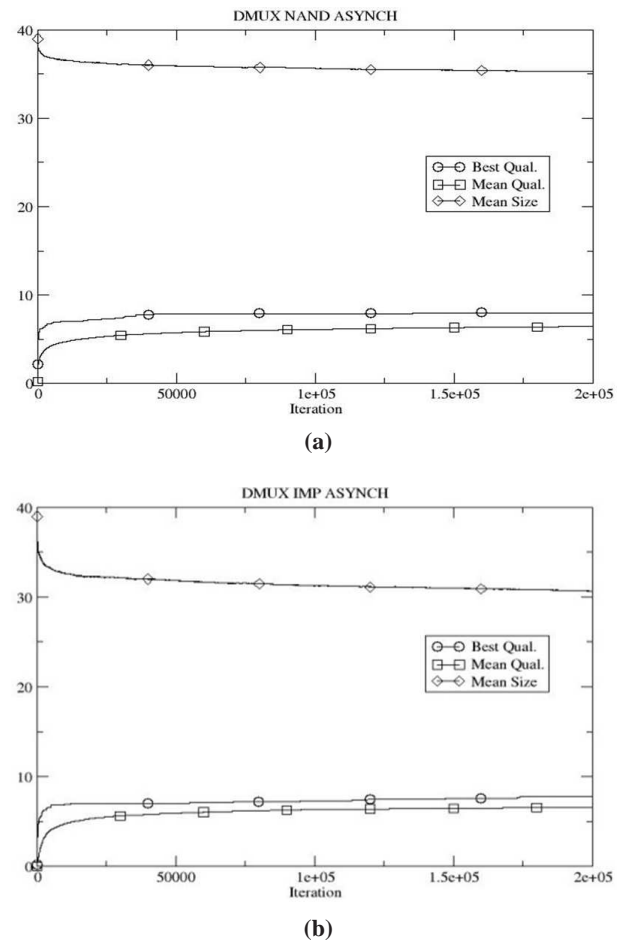 DMUX NAND ASYNCH
40
30
20
10
0
Best Qual.
Mean Qual.
Mean Size
0 50000 1e+05 1.5e+05 2e+05
Iteration
(a)
DMUX IMP ASYNCH
40
30
20
10
0
Best Qual.
Mean Qual.
Mean Size
0 50000 1e+05 1.5e+05 2e+05
Iteration
(b)